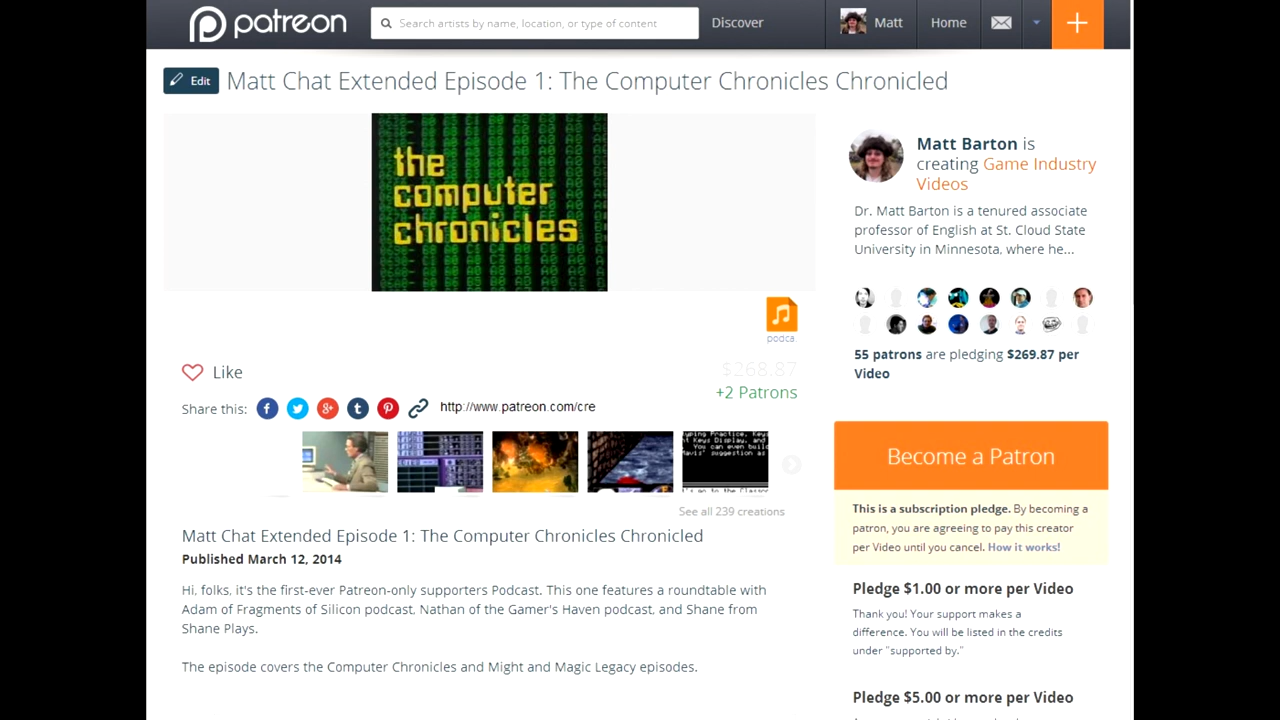 patreon
Search artists by name, location, or type of content
Discover
Matt
Home
Edit
Matt Chat Extended Episode 1: The Computer Chronicles Chronicled
the
computer
chronicles
podca
Like
$268.87
+2 Patrons
Share this:
http://www.patreon.com/cre
See all 239 creations
Matt Chat Extended Episode 1: The Computer Chronicles Chronicled
Published March 12, 2014
Hi, folks, it's the first-ever Patreon-only supporters Podcast. This one features a roundtable with
Adam of Fragments of Silicon podcast, Nathan of the Gamer's Haven podcast, and Shane from
Shane Plays.
The episode covers the Computer Chronicles and Might and Magic Legacy episodes.
Matt Barton is
creating Game Industry
Videos
Dr. Matt Barton is a tenured associate
professor of English at St. Cloud State
University in Minnesota, where he...
55 patrons are pledging $269.87 per
Video
Become a Patron
This is a subscription pledge. By becoming a
patron, you are agreeing to pay this creator
per Video until you cancel. How it works!
Pledge $1.00 or more per Video
Thank you! Your support makes a
difference. You will be listed in the credits
under "supported by."
Pledge $5.00 or more per Video